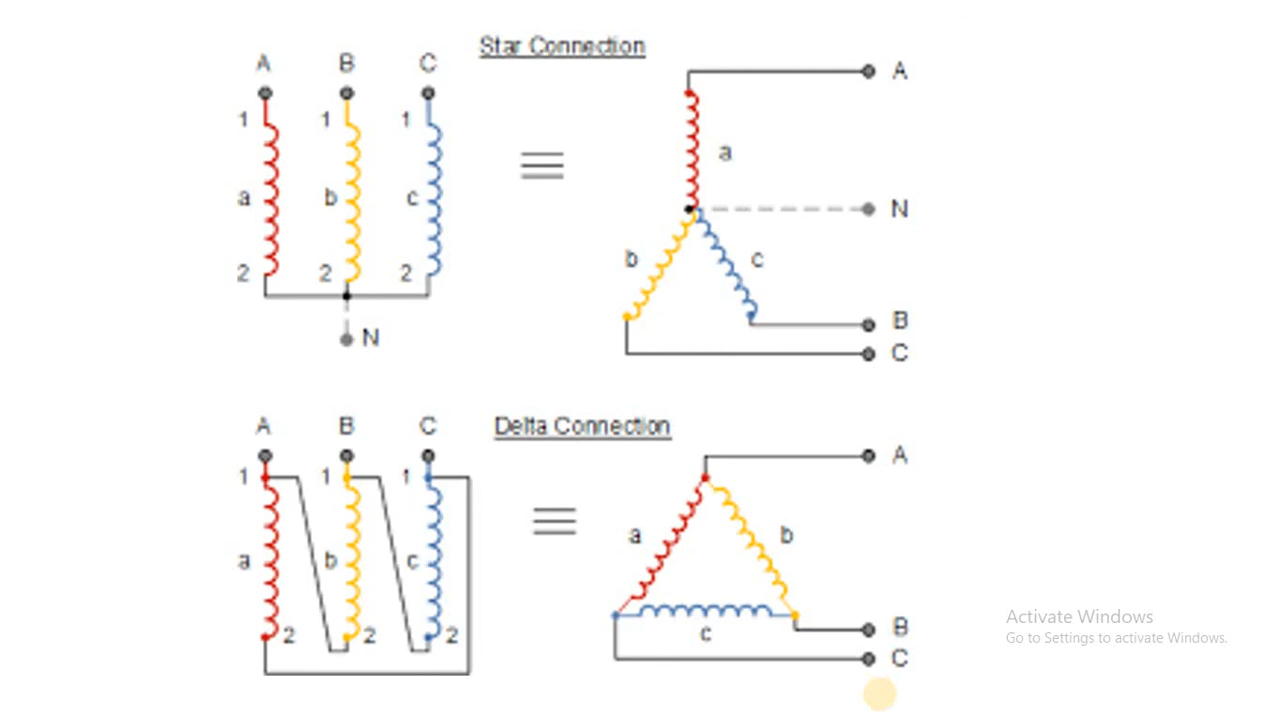 Star Connection
A B C
A
1 1 1
a
a b c
N
b c
2 2 2
B
N
C
Delta Connection
A B C
A
1 1 1
a b
a b c
2 2 2
B
c
C
Activate Windows
Go to Settings to activate Windows.